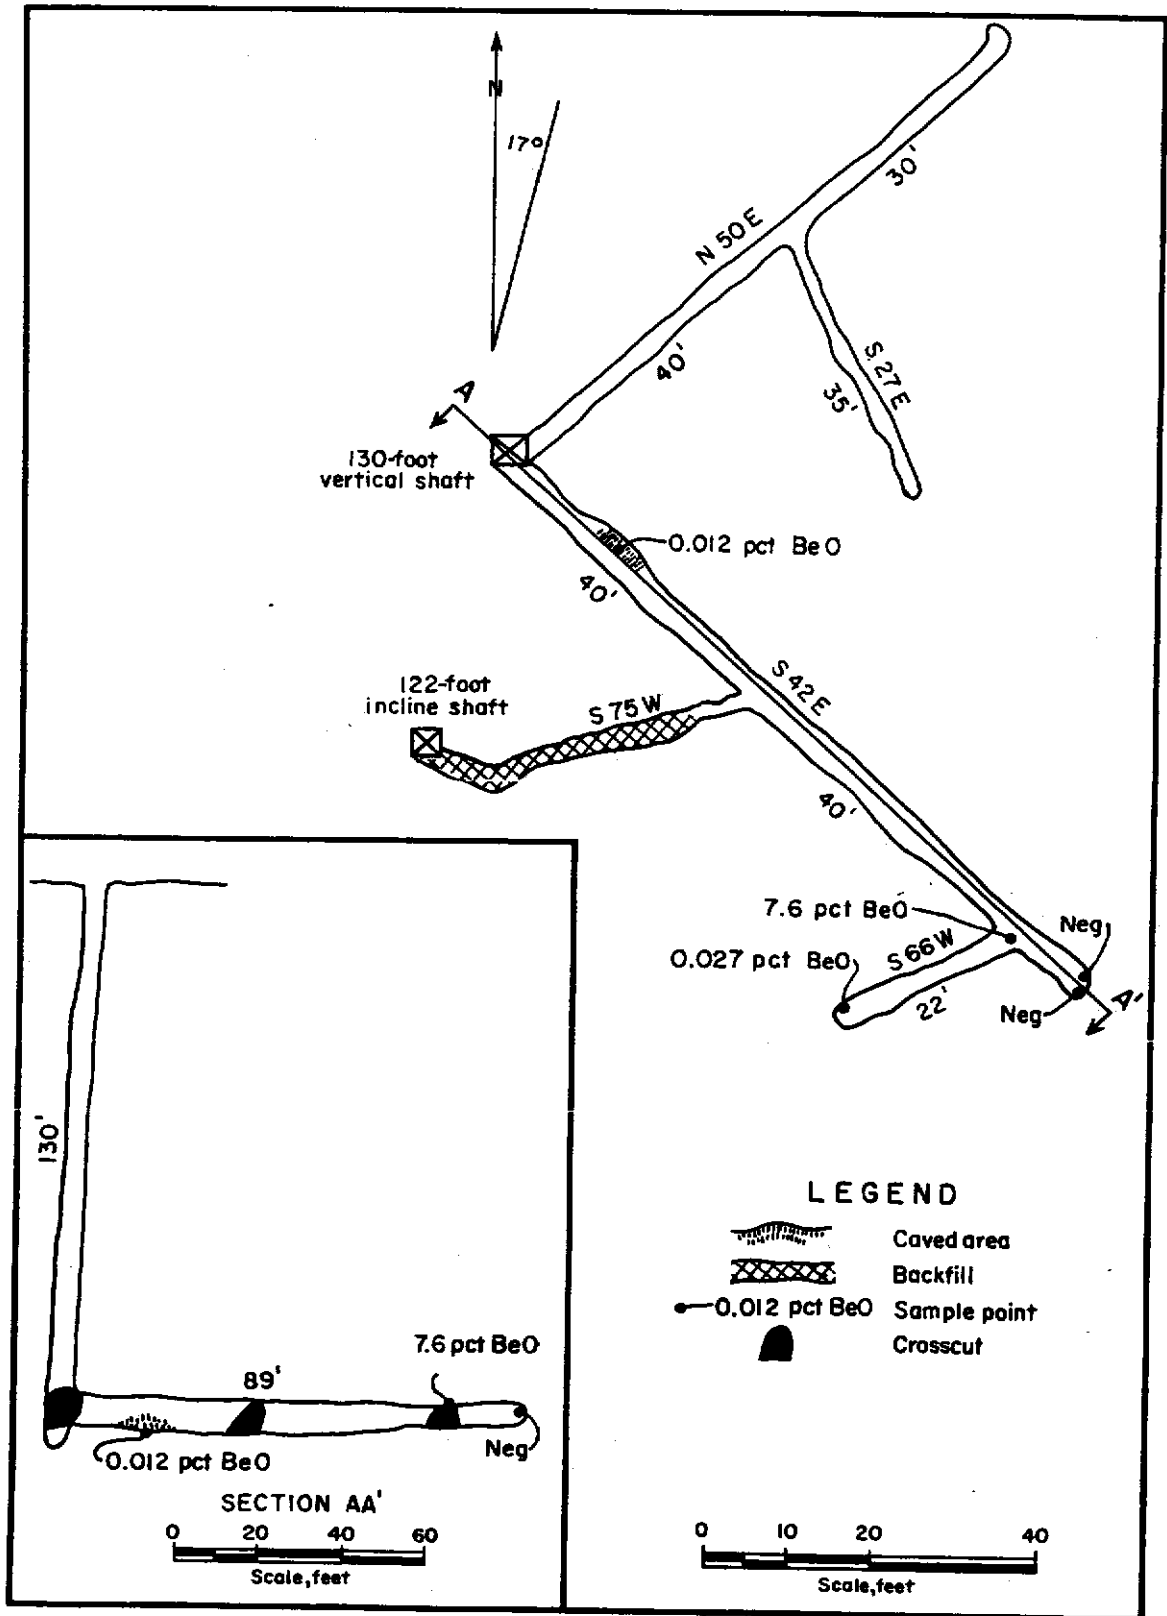 N
17°
30'
N 50 E
40'
S 27 E
35'
A
130-foot
vertical shaft
0.012 pct BeO
40'
S 42 E
122-foot
incline shaft
S 75 W
40'
7.6 pct BeO
Neg
0.027 pct BeO
S 66 W
22'
Neg
A'
130'
7.6 pct BeO
89'
Neg
0.012 pct BeO
SECTION AA'
0 20 40 60
Scale, feet
LEGEND
Caved area
Backfill
0.012 pct BeO Sample point
Crosscut
0 10 20 40
Scale, feet